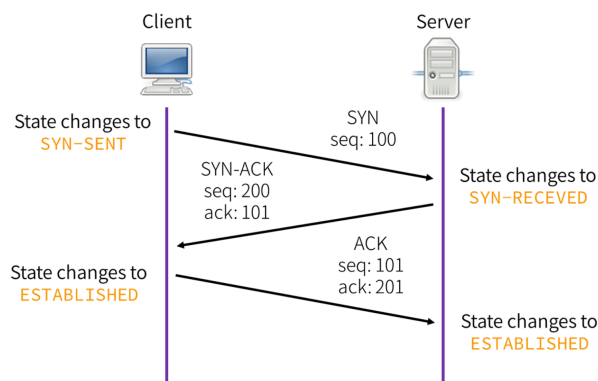 Client
Server
State changes to
SYN-SENT
SYN
seq: 100
SYN-ACK
seq: 200
ack: 101
State changes to
SYN-RECEVED
State changes to
ESTABLISHED
ACK
seq: 101
ack: 201
State changes to
ESTABLISHED